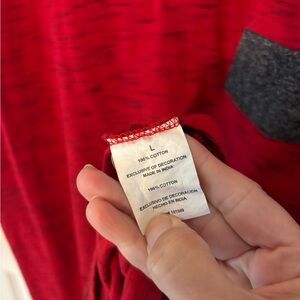 L
100% COTTON
EXCLUSIVE OF DECORATION
MADE IN INDIA
100% COTTON
EXCLUSIVO DE DECORACION
HECHO EN INDIA